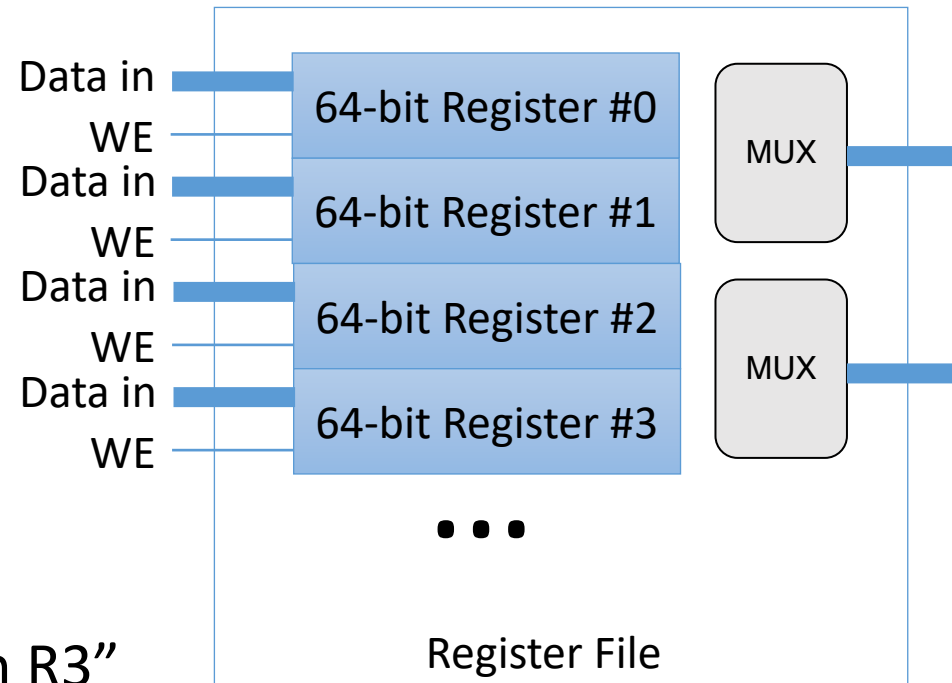 Data in
64-bit Register #0
WE
MUX
Data in
64-bit Register #1
WE
Data in
64-bit Register #2
WE
MUX
Data in
64-bit Register #3
WE
...
R3”
Register File